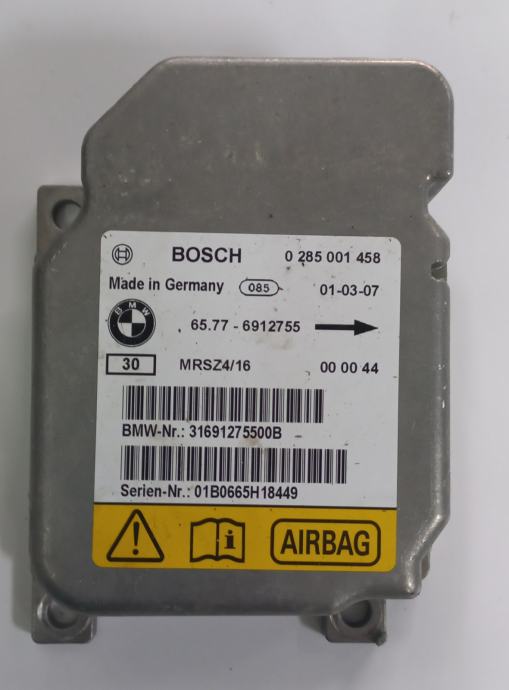 BOSCH 0 285 001 458
Made in Germany 085 01-03-07
BMW 65.77 - 6912755
30 MRSZ4/16 00 00 44
BMW-Nr.: 31691275500B
Serien-Nr.: 01B0665H18449
AIRBAG